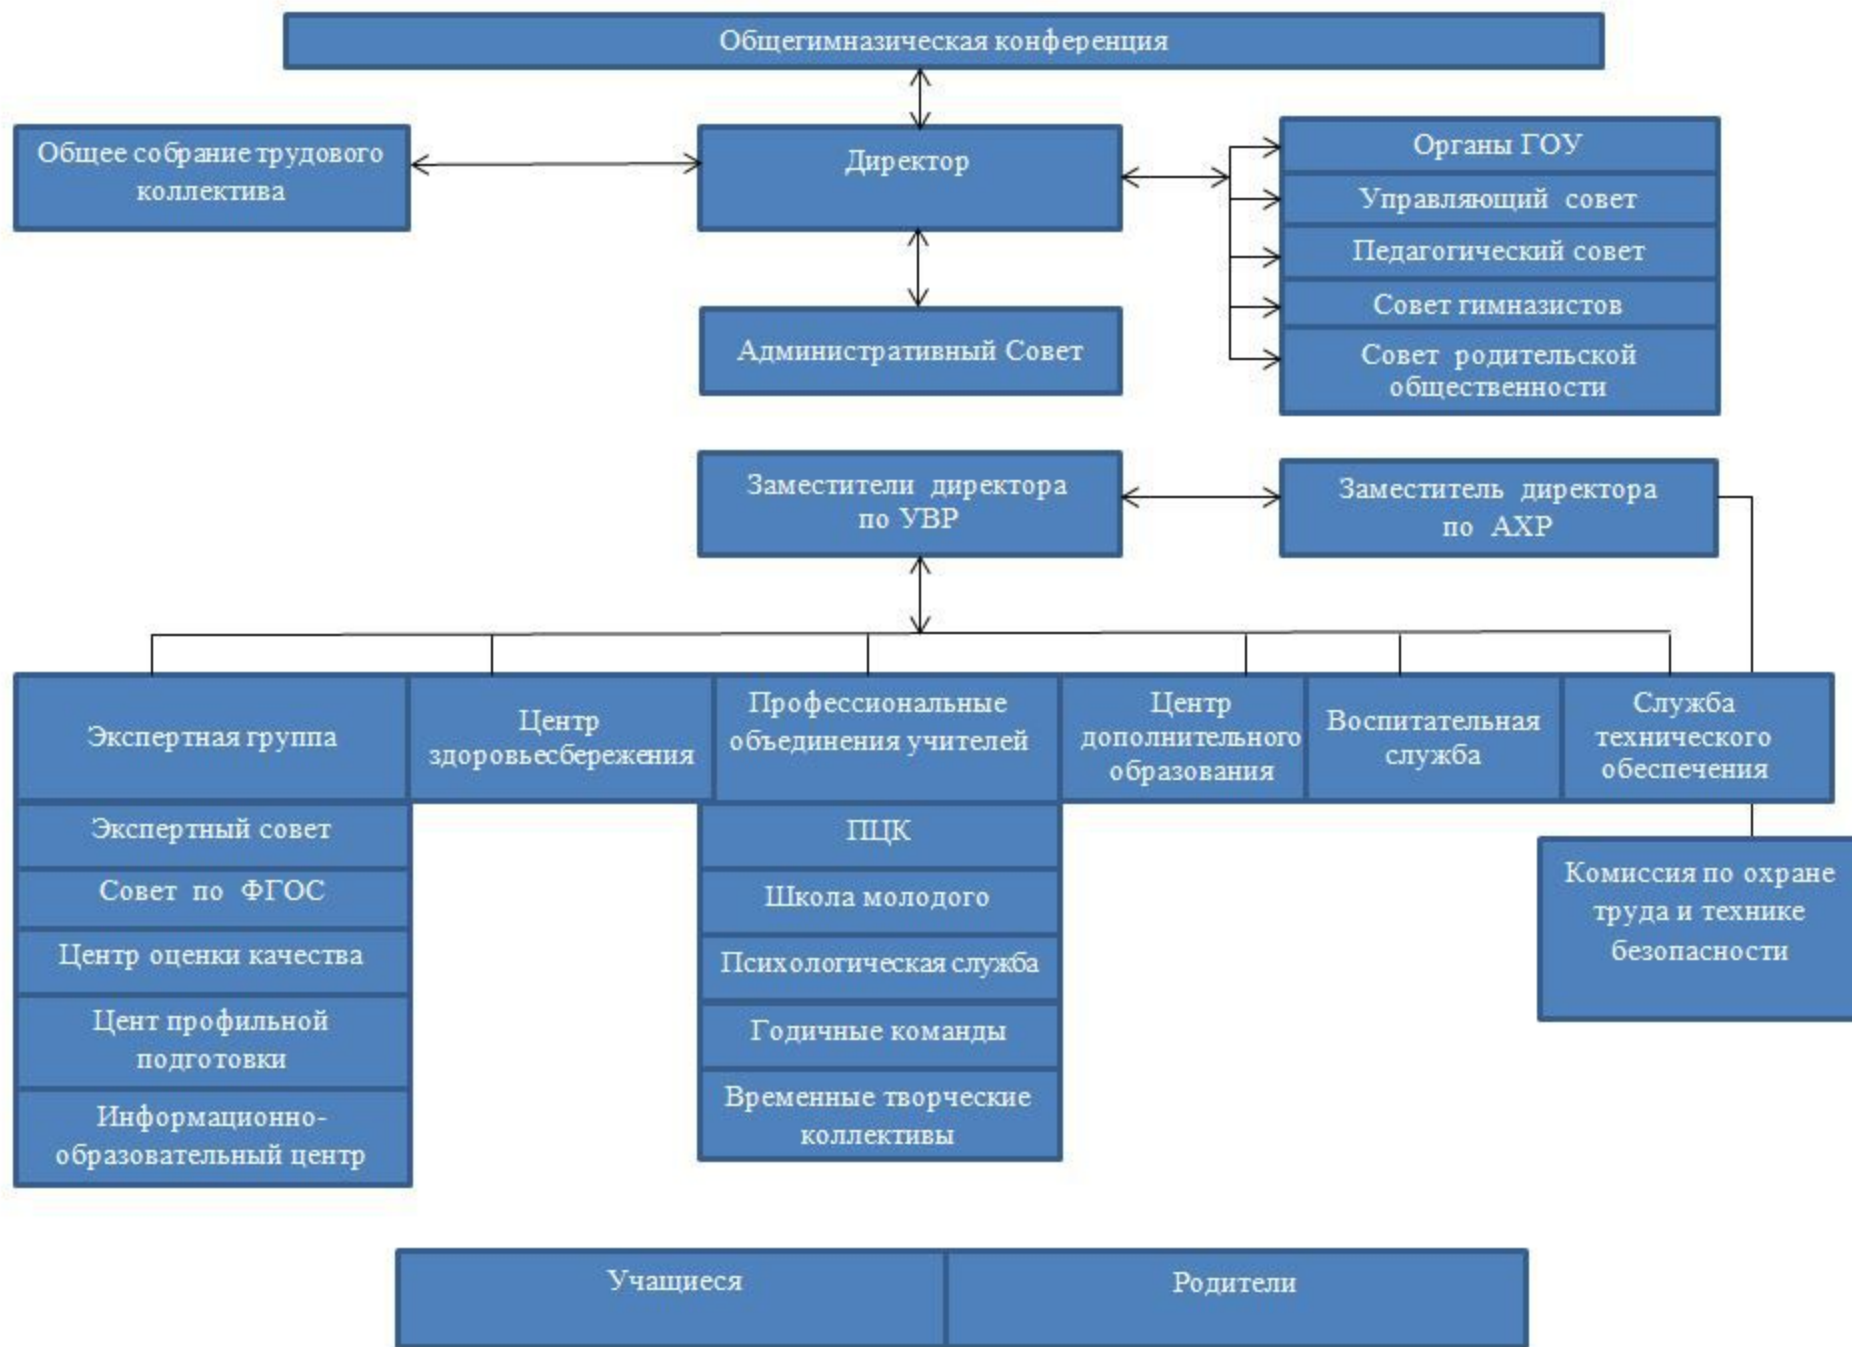 Общегимназическая конференция
Общее собрание трудового
коллектива
Директор
Органы ГОУ
Управляющий совет
Педагогический совет
Совет гимназистов
Совет родительской
общественности
Административный Совет
Заместители директора
по УВР
Заместитель директора
по АХР
Экспертная группа
Центр
здоровьесбережения
Профессиональные
объединения учителей
Центр
дополнительного
образования
Воспитательная
служба
Служба
технического
обеспечения
Экспертный совет
Совет по ФГОС
Центр оценки качества
Цент профильной
подготовки
Информационно-
образовательный центр
ПЦК
Школа молодого
Психологическая служба
Годичные команды
Временные творческие
коллективы
Комиссия по охране
труда и технике
безопасности
Учащиеся
Родители